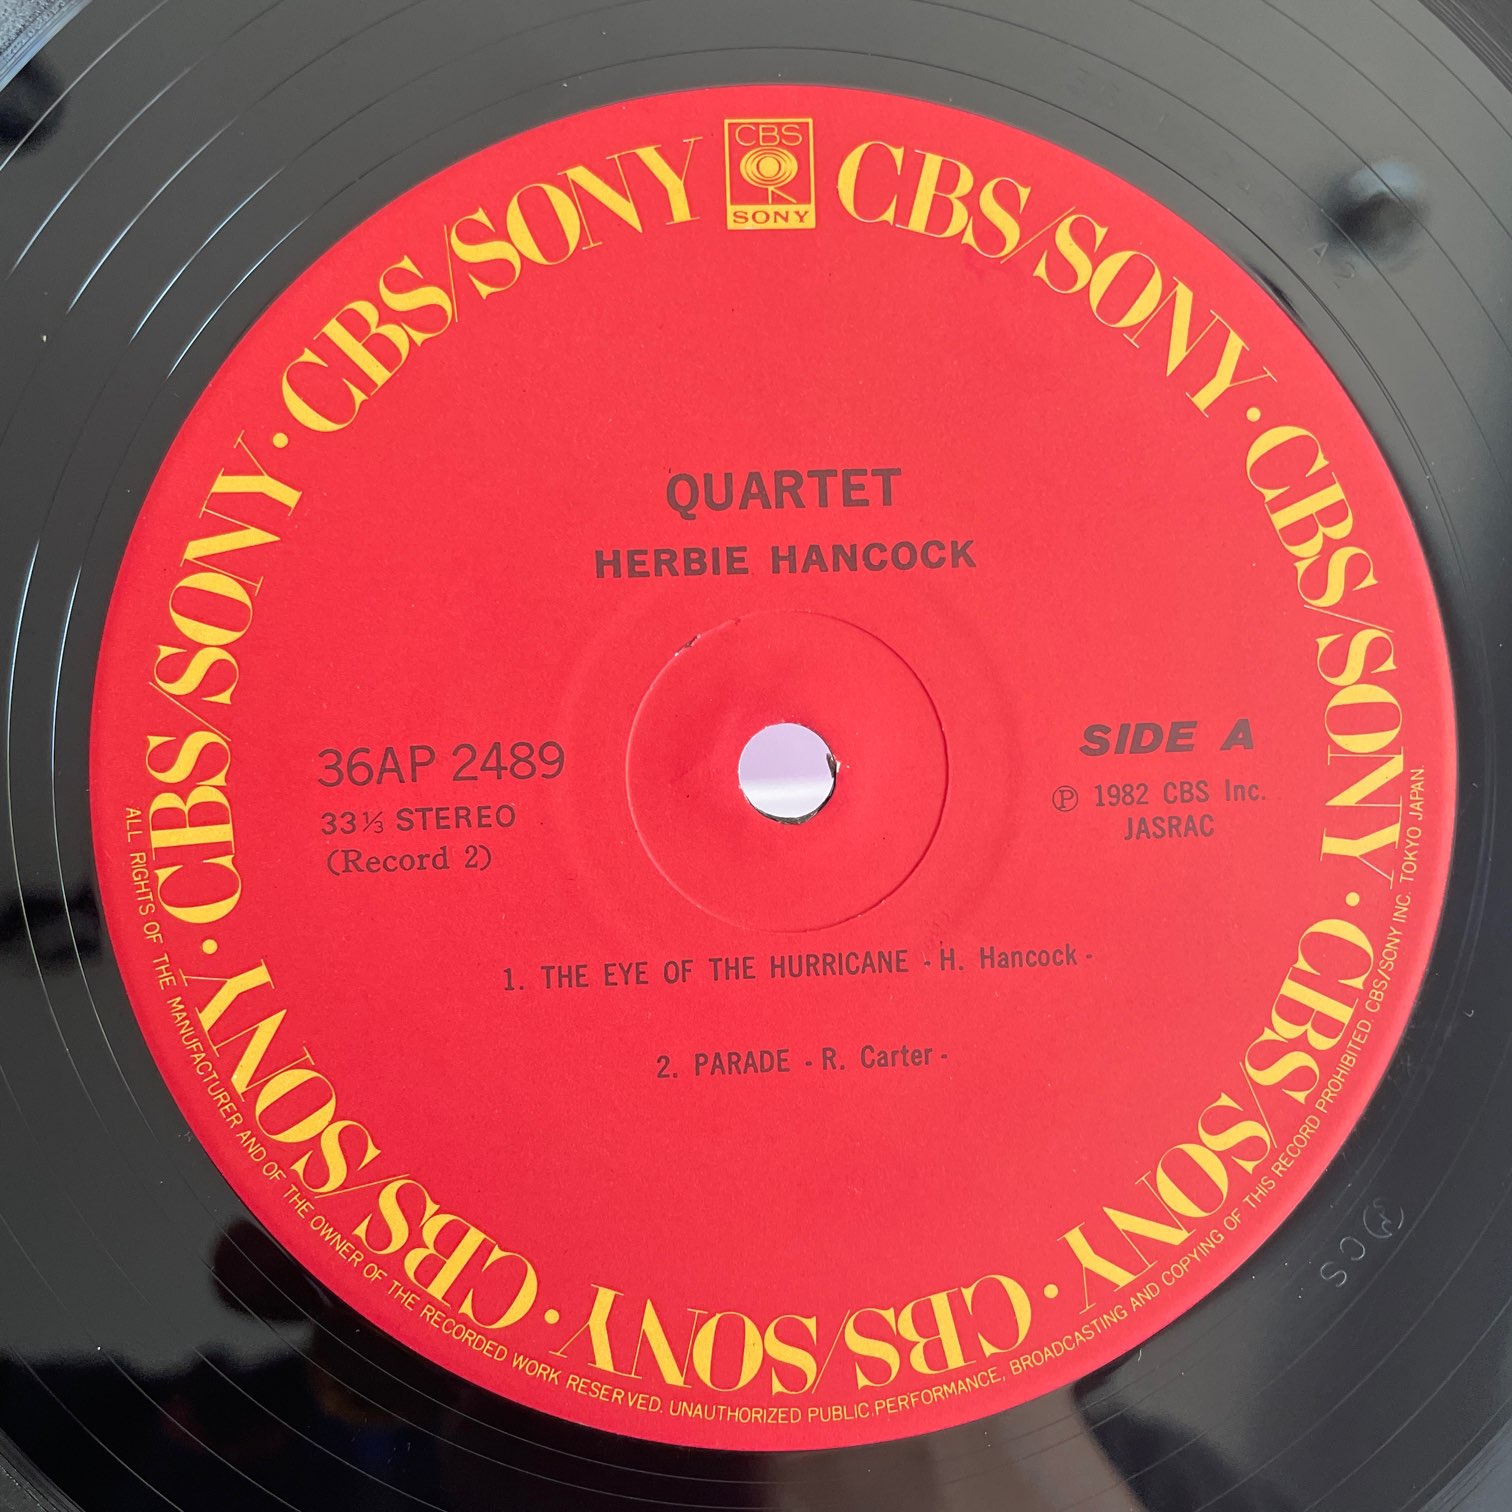 CBS
SONY
CBS/SONY · CBS/SONY · CBS/SONY · CBS/SONY · CBS/SONY · CBS/SONY · CBS/SONY · CBS/SONY
QUARTET
HERBIE HANCOCK
36AP 2489
33⅓ STEREO
(Record 2)
SIDE A
Ⓟ 1982 CBS Inc.
JASRAC
1. THE EYE OF THE HURRICANE - H. Hancock -
2. PARADE - R. Carter -
ALL RIGHTS OF THE MANUFACTURER AND OF THE OWNER OF THE RECORDED WORK RESERVED. UNAUTHORIZED PUBLIC PERFORMANCE, BROADCASTING AND COPYING OF THIS RECORD PROHIBITED CBS/SONY INC. TOKYO JAPAN.
CS